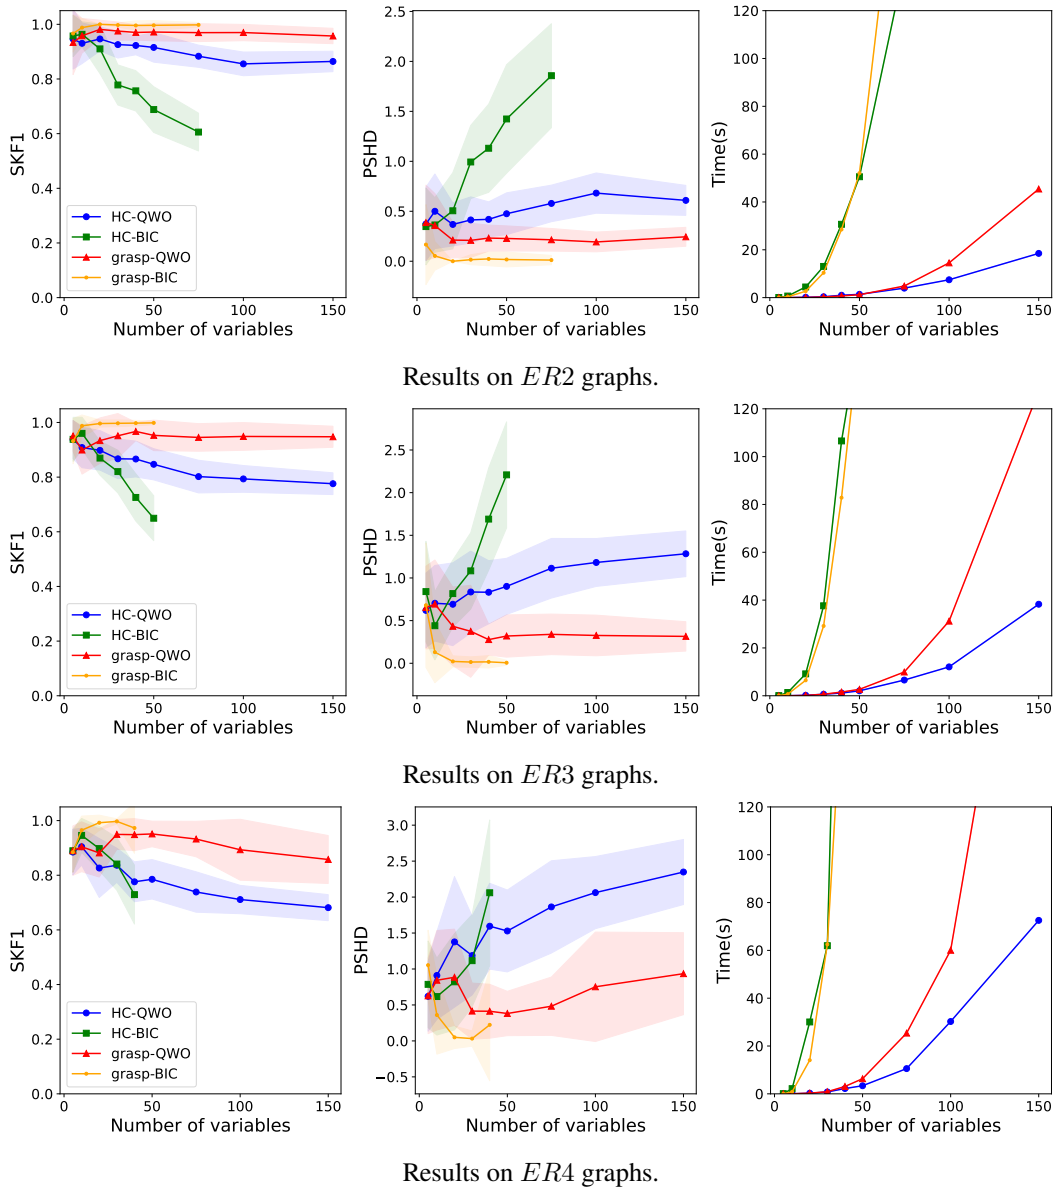 1.0
0.8
0.6
0.4
0.2
0.0
SKF1
HC-QWO
HC-BIC
grasp-QWO
grasp-BIC
0 50 100 150
Number of variables
2.5
2.0
1.5
1.0
0.5
0.0
PSHD
0 50 100 150
Number of variables
120
100
80
60
40
20
0
Time(s)
0 50 100 150
Number of variables
Results on ER2 graphs.
1.0
0.8
0.6
0.4
0.2
0.0
SKF1
HC-QWO
HC-BIC
grasp-QWO
grasp-BIC
0 50 100 150
Number of variables
2.5
2.0
1.5
1.0
0.5
0.0
PSHD
0 50 100 150
Number of variables
120
100
80
60
40
20
0
Time(s)
0 50 100 150
Number of variables
Results on ER3 graphs.
1.0
0.8
0.6
0.4
0.2
0.0
SKF1
HC-QWO
HC-BIC
grasp-QWO
grasp-BIC
0 50 100 150
Number of variables
3.0
2.5
2.0
1.5
1.0
0.5
0.0
−0.5
PSHD
0 50 100 150
Number of variables
120
100
80
60
40
20
0
Time(s)
0 50 100 150
Number of variables
Results on ER4 graphs.